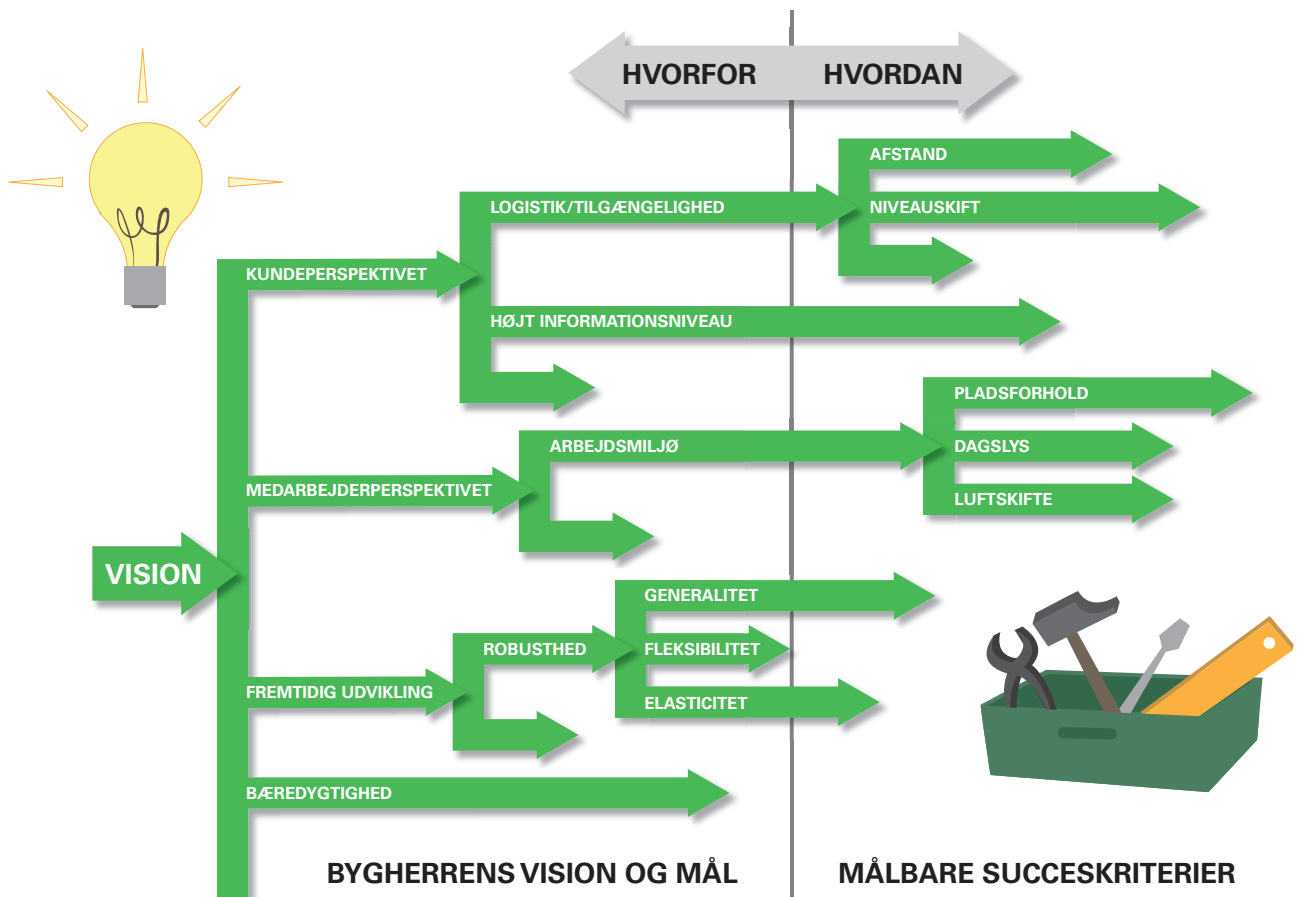 HVORFOR
HVORDAN
AFSTAND
LOGISTIK/TILGÆNGELIGHED
NIVEAUSKIFT
KUNDEPERSPEKTIVET
HØJT INFORMATIONSNIVEAU
PLADSFORHOLD
ARBEJDSMILJØ
DAGSLYS
MEDARBEJDERPERSPEKTIVET
LUFTSKIFTE
VISION
GENERALITET
ROBUSTHED
FLEKSIBILITET
FREMTIDIG UDVIKLING
ELASTICITET
BÆREDYGTIGHED
BYGHERRENS VISION OG MÅL
MÅLBARE SUCCESKRITERIER